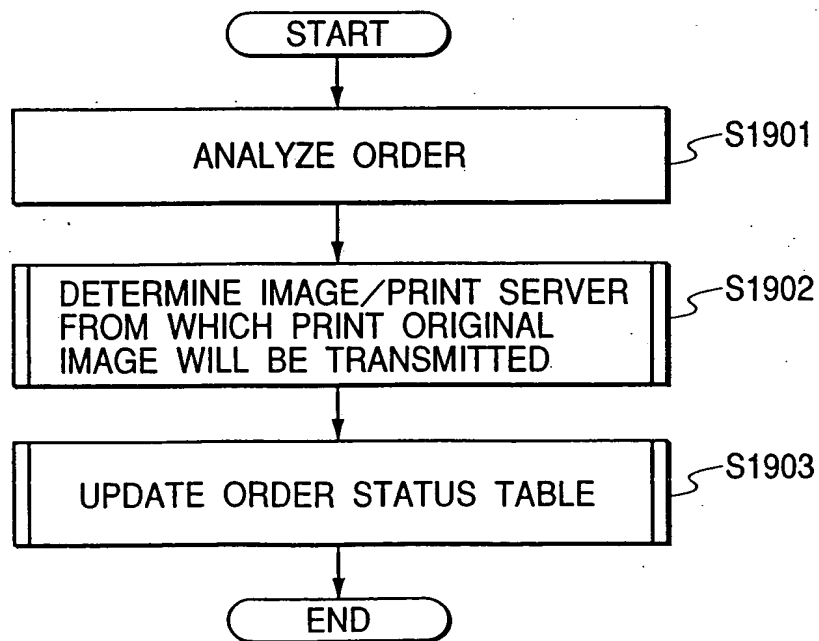 START
ANALYZE ORDER
S1901
DETERMINE IMAGE/PRINT SERVER
FROM WHICH PRINT ORIGINAL
IMAGE WILL BE TRANSMITTED
S1902
UPDATE ORDER STATUS TABLE
S1903
END